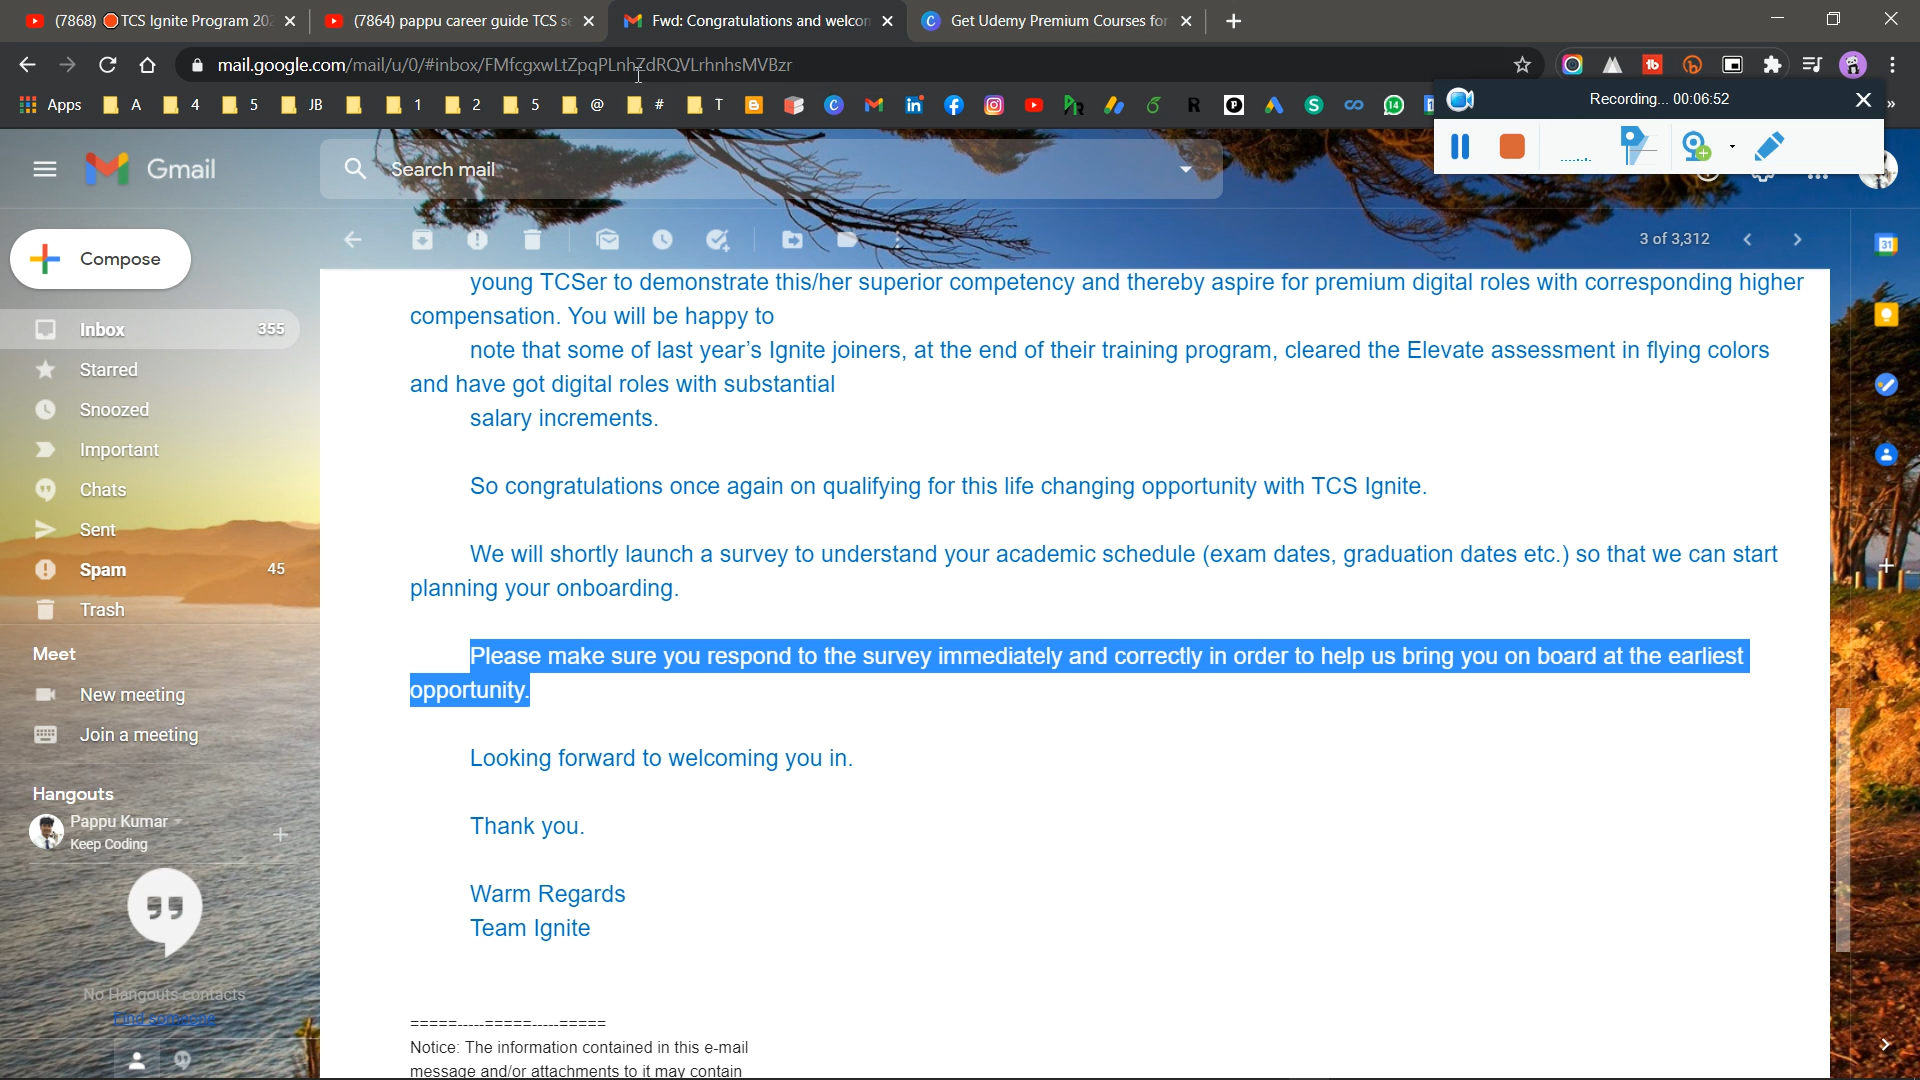 (7868) 🔴TCS Ignite Program 202
(7864) pappu career guide TCS se
Fwd: Congratulations and welcom
Get Udemy Premium Courses for
mail.google.com/mail/u/0/#inbox/FMfcgxwLtZpqPLnhZdRQVLrhnhsMVBzr
Apps A 4 5 JB 1 2 5 @ # T
Recording... 00:06:52
Gmail
Search mail
Compose
3 of 3,312
Inbox 355
Starred
Snoozed
Important
Chats
Sent
Spam 45
Trash
Meet
New meeting
Join a meeting
Hangouts
Pappu Kumar
Keep Coding
No Hangouts contacts
Find someone
young TCSer to demonstrate this/her superior competency and thereby aspire for premium digital roles with corresponding higher
compensation. You will be happy to
note that some of last year’s Ignite joiners, at the end of their training program, cleared the Elevate assessment in flying colors
and have got digital roles with substantial
salary increments.
So congratulations once again on qualifying for this life changing opportunity with TCS Ignite.
We will shortly launch a survey to understand your academic schedule (exam dates, graduation dates etc.) so that we can start
planning your onboarding.
Please make sure you respond to the survey immediately and correctly in order to help us bring you on board at the earliest
opportunity.
Looking forward to welcoming you in.
Thank you.
Warm Regards
Team Ignite
=====-----=====-----=====
Notice: The information contained in this e-mail
message and/or attachments to it may contain